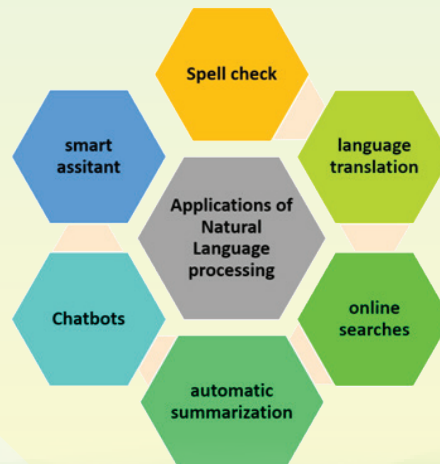 Spell check
smart
assitant
language
translation
Applications of
Natural
Language
processing
Chatbots
online
searches
automatic
summarization